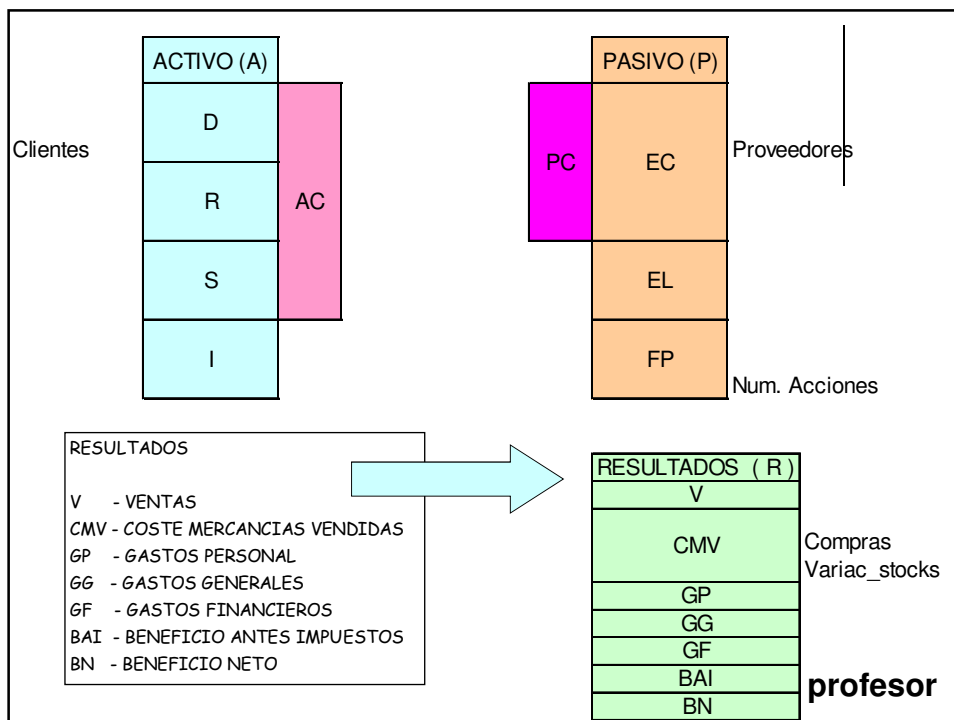 ACTIVO (A)
D
R
S
I
AC
Clientes
PASIVO (P)
PC
EC
EL
FP
Proveedores
Num. Acciones
RESULTADOS
V - VENTAS
CMV - COSTE MERCANCIAS VENDIDAS
GP - GASTOS PERSONAL
GG - GASTOS GENERALES
GF - GASTOS FINANCIEROS
BAI - BENEFICIO ANTES IMPUESTOS
BN - BENEFICIO NETO
RESULTADOS ( R )
V
CMV
GP
GG
GF
BAI
BN
Compras
Variac_stocks
profesor